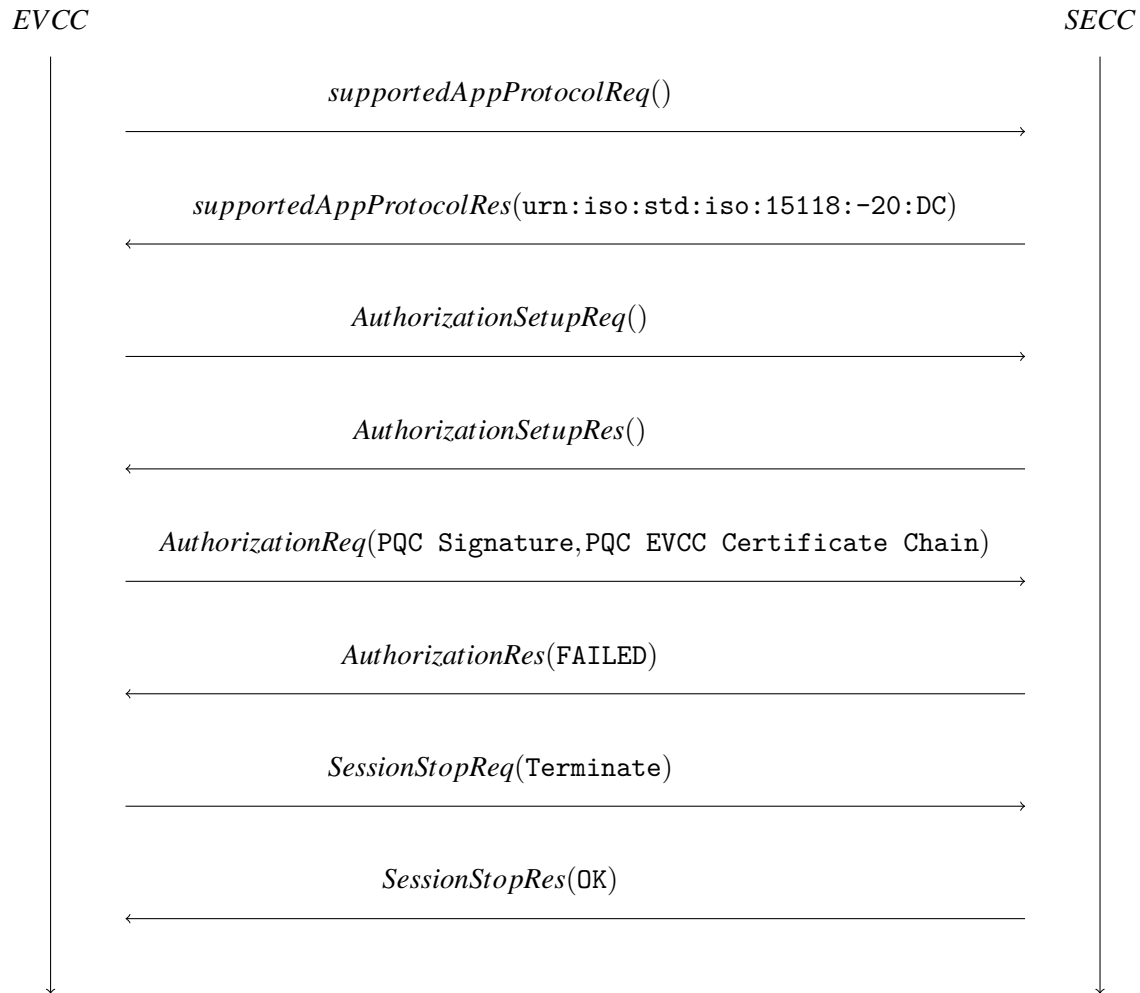 EVCC SECC
supportedAppProtocolReq()
supportedAppProtocolRes(urn:iso:std:iso:15118:-20:DC)
AuthorizationSetupReq()
AuthorizationSetupRes()
AuthorizationReq(PQC Signature,PQC EVCC Certificate Chain)
AuthorizationRes(FAILED)
SessionStopReq(Terminate)
SessionStopRes(OK)